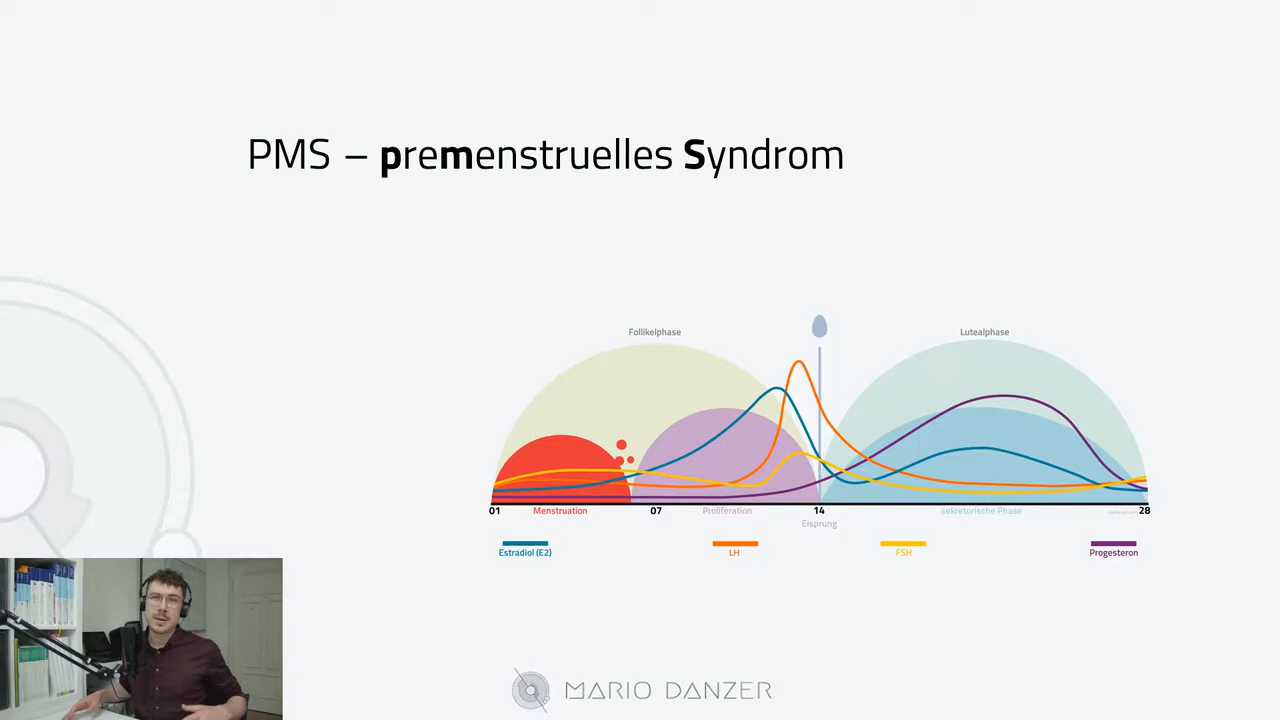 PMS – premenstruelles Syndrom
Follikelphase
Lutealphase
01
Menstruation
07
Proliferation
14
sekretorische Phase
28
Eisprung
Estradiol (E2)
LH
FSH
Progesteron
MARIO DANZER